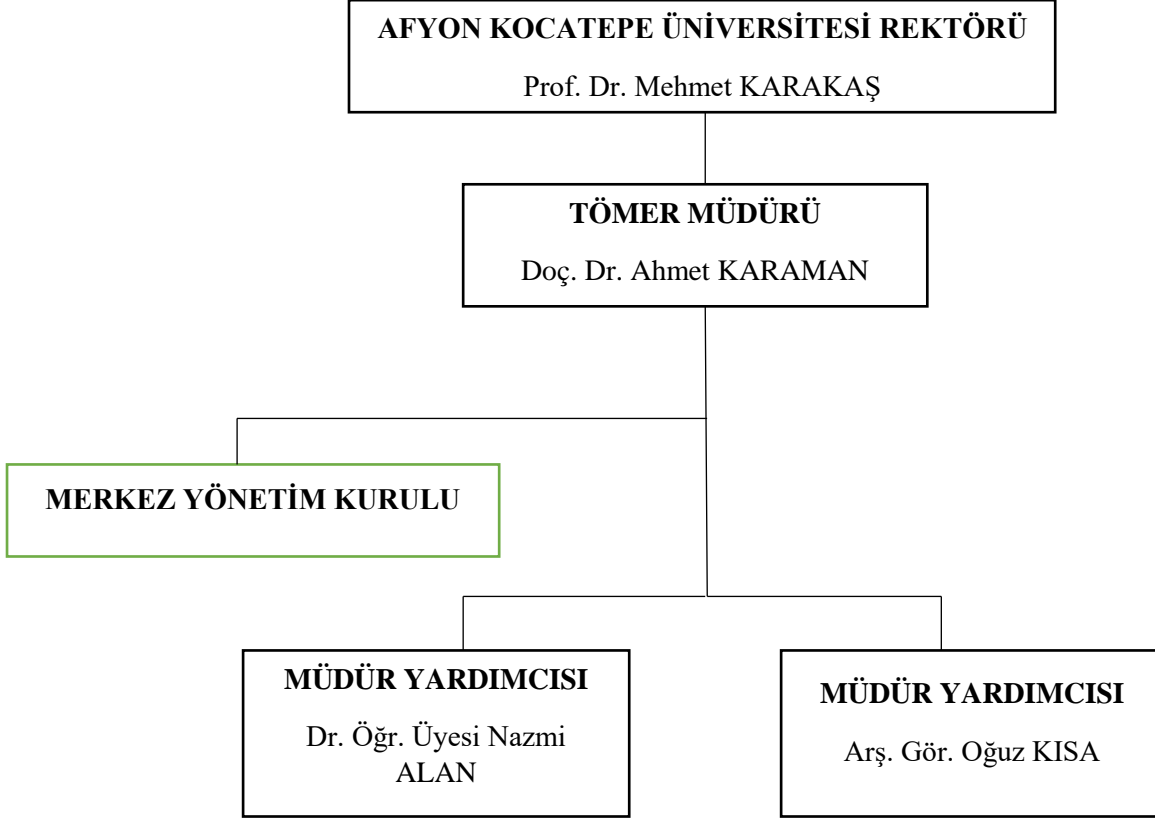 AFYON KOCATEPE ÜNİVERSİTESİ REKTÖRÜ
Prof. Dr. Mehmet KARAKAŞ
TÖMER MÜDÜRÜ
Doç. Dr. Ahmet KARAMAN
MERKEZ YÖNETİM KURULU
MÜDÜR YARDIMCISI
Dr. Öğr. Üyesi Nazmi
ALAN
MÜDÜR YARDIMCISI
Arş. Gör. Oğuz KISA